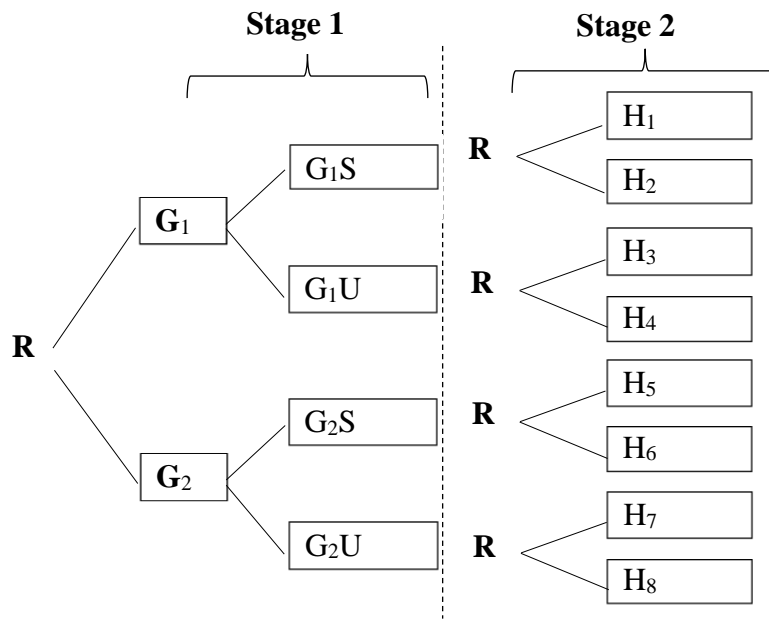 Stage 1 Stage 2
H₁
G₁S R
H₂
G₁
H₃
G₁U R
H₄
R
H₅
G₂S R
H₆
G₂
H₇
G₂U R
H₈